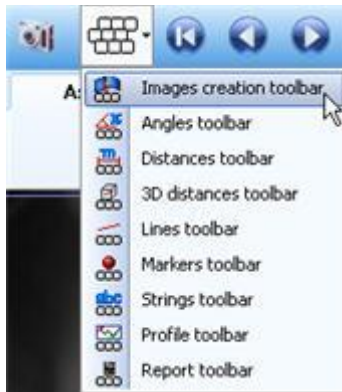 A
Images creation toolbar
Angles toolbar
Distances toolbar
3D distances toolbar
Lines toolbar
Markers toolbar
Strings toolbar
Profile toolbar
Report toolbar